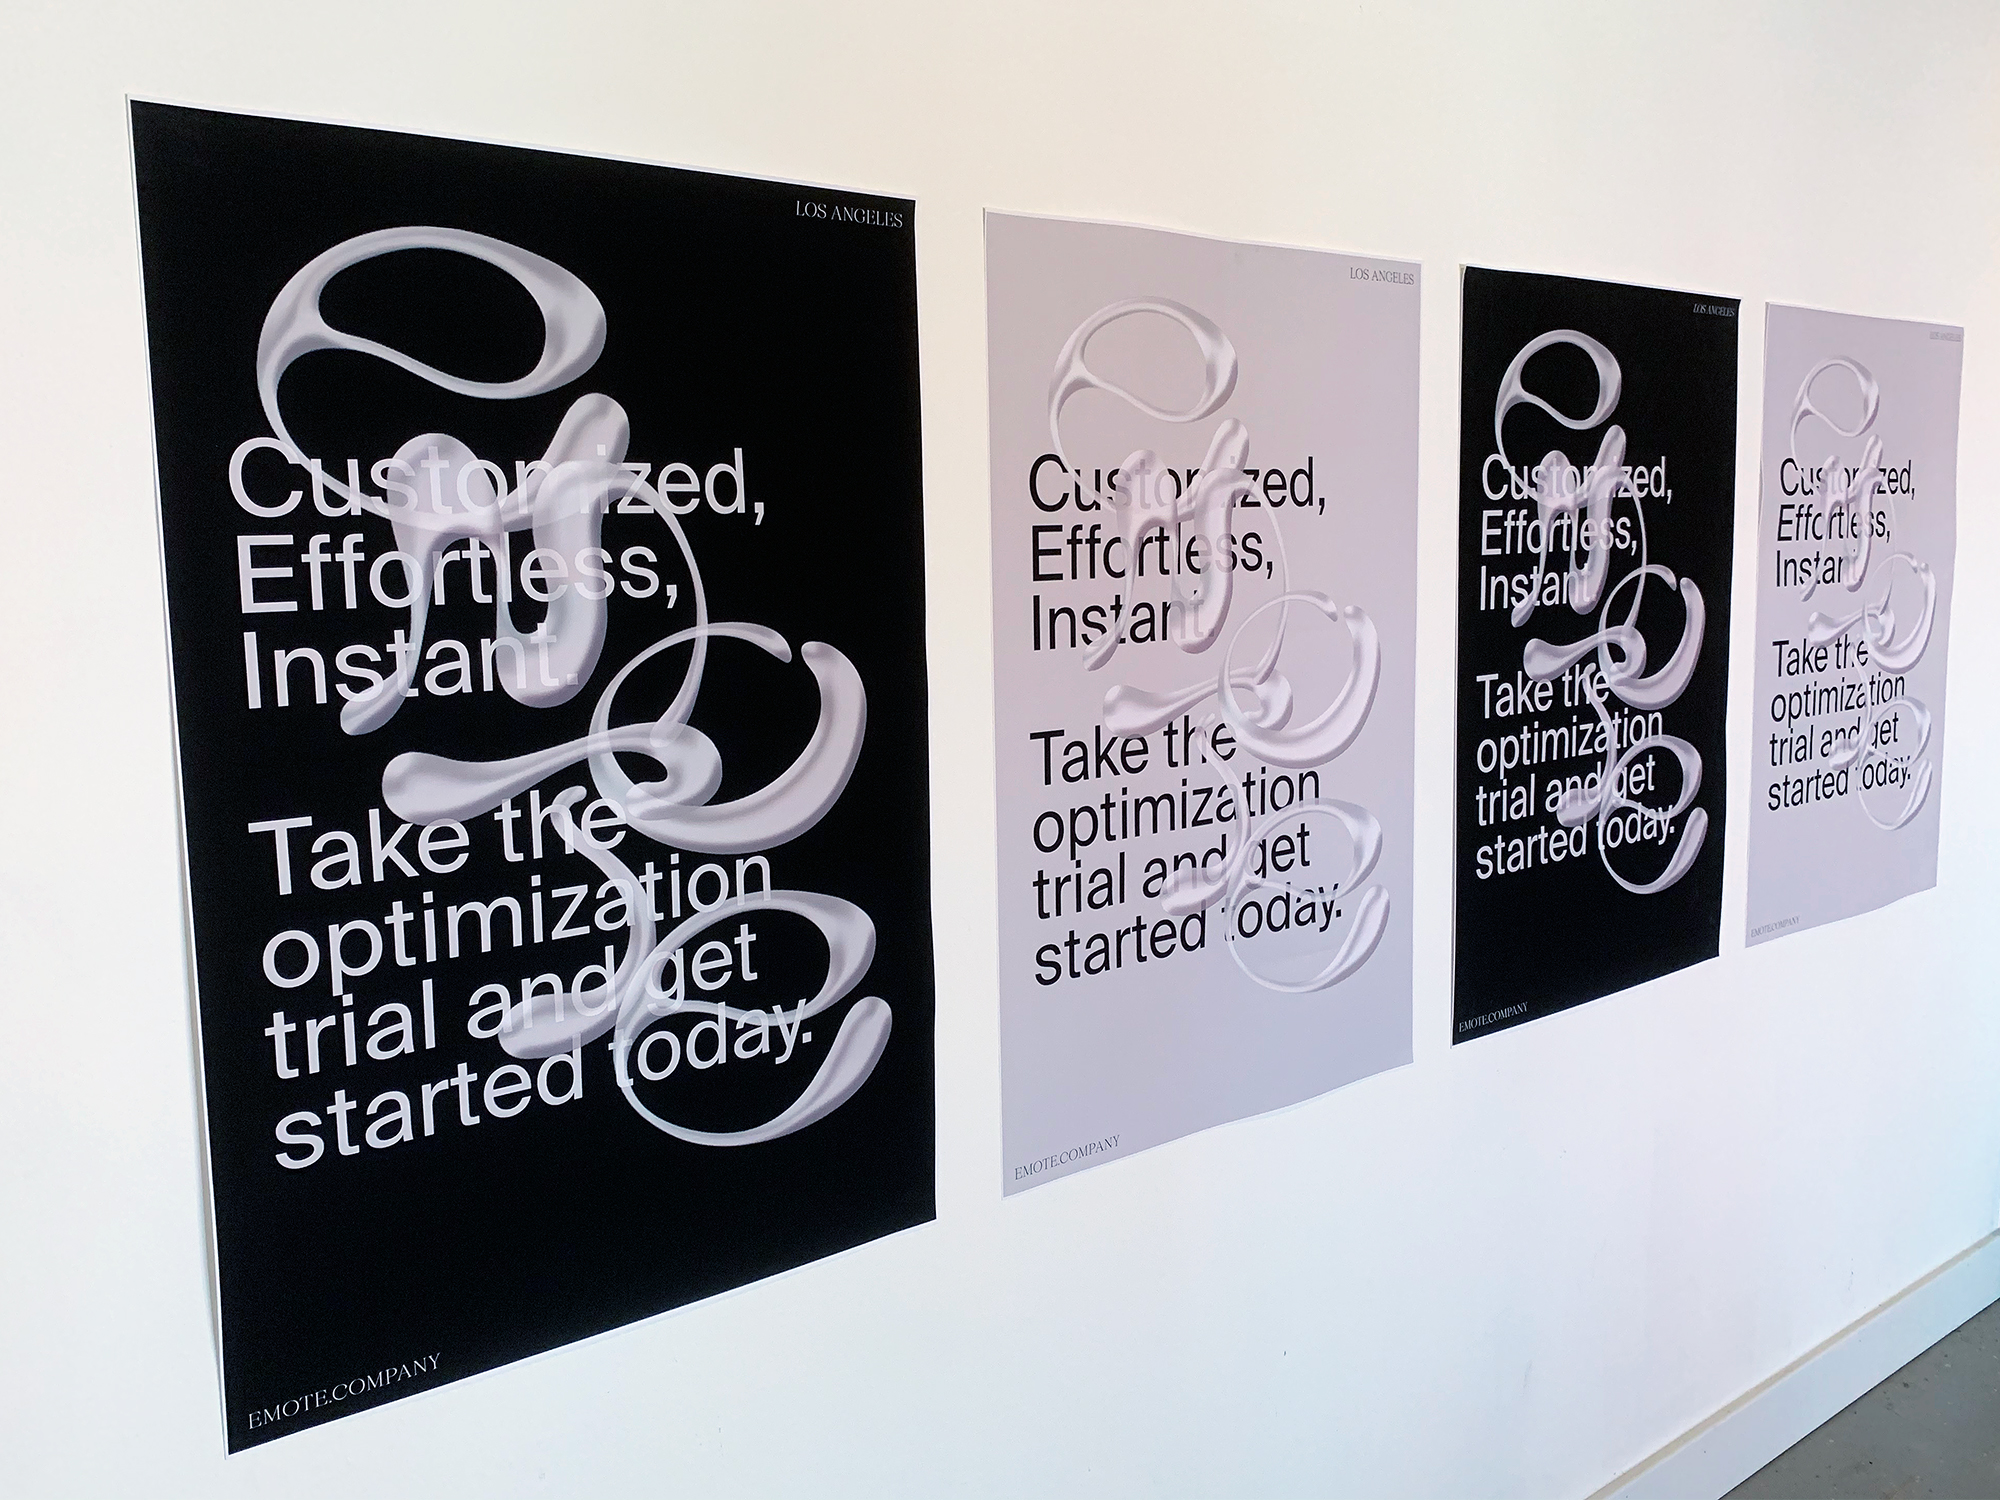 LOS ANGELES
Customized,
Effortless,
Instant.
Take the
optimization
trial and get
started today.
EMOTE.COMPANY
LOS ANGELES
Customized,
Effortless,
Instant.
Take the
optimization
trial and get
started today.
EMOTE.COMPANY
LOS ANGELES
Customized,
Effortless,
Instant.
Take the
optimization
trial and get
started today.
EMOTE.COMPANY
LOS ANGELES
Customized,
Effortless,
Instant
Take the
optimization
trial and get
started today.
EMOTE.COMPANY